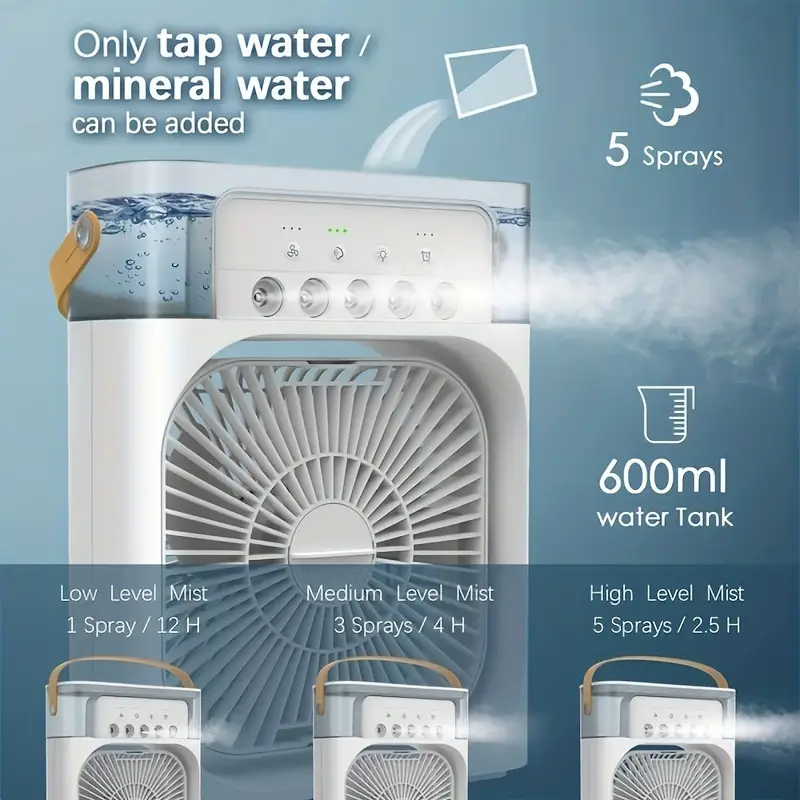 Only tap water /
mineral water
can be added
5 Sprays
600ml
water Tank
Low Level Mist
1 Spray / 12 H
Medium Level Mist
3 Sprays / 4 H
High Level Mist
5 Sprays / 2.5 H